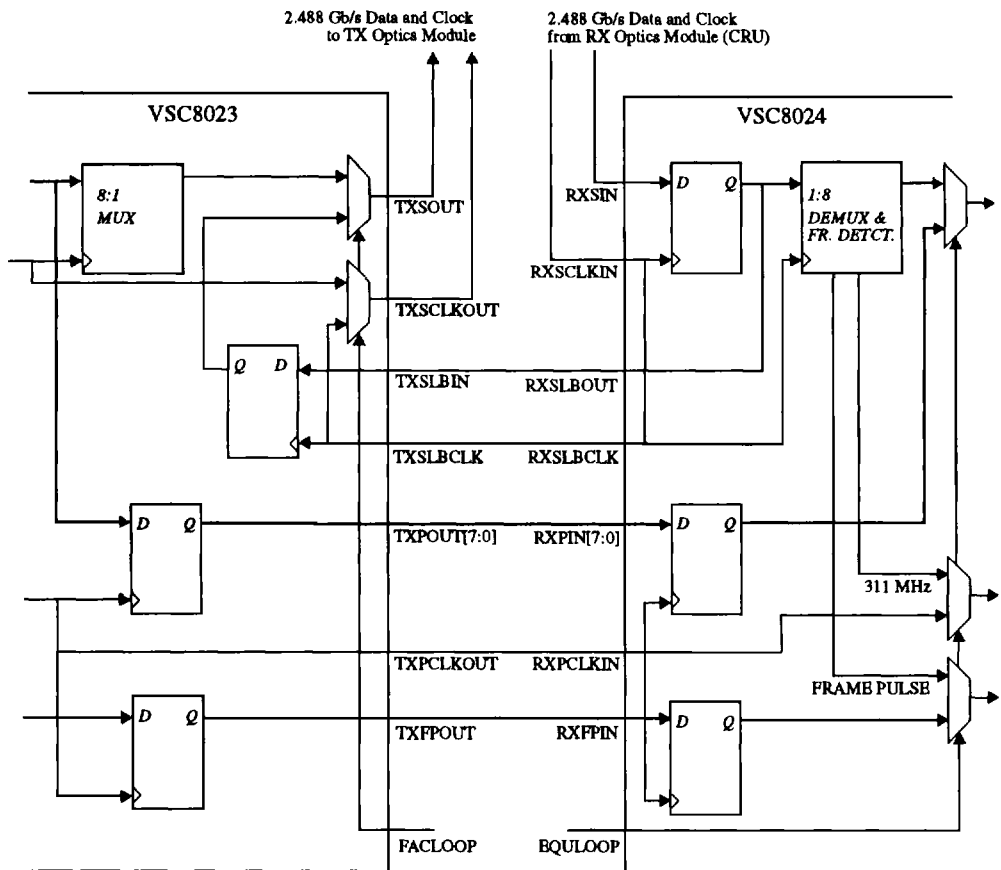 2.488 Gb/s Data and Clock
to TX Optics Module
2.488 Gb/s Data and Clock
from RX Optics Module (CRU)
VSC8023
VSC8024
8:1
MUX
TXSOUT
TXSCLKOUT
Q D
TXSLBIN
TXSLBCLK
D Q
TXPOUT[7:0]
TXPCLKOUT
D Q
TXFPOUT
FACLOOP
RXSIN
RXSCLKIN
D Q
1:8
DEMUX &
FR. DETCT.
RXSLBOUT
RXSLBCLK
RXPIN[7:0]
D Q
311 MHz
RXPCLKIN
FRAME PULSE
RXFPIN
D Q
EQULOOP